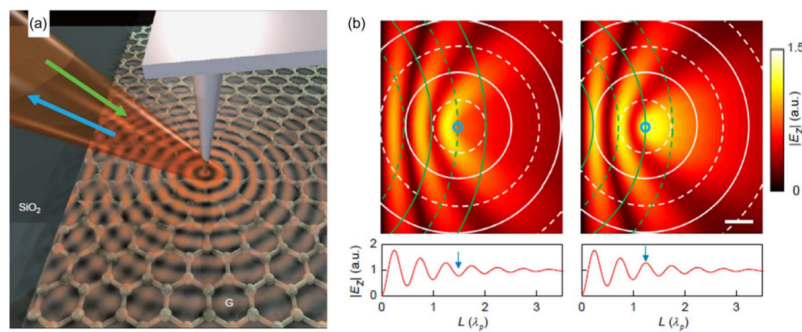 (a)
SiO₂
G
(b)
1.5
|E_z| (a.u.)
0
2
1
0
|E_z| (a.u.)
0 1 2 3
L (λ_p)
0 1 2 3
L (λ_p)